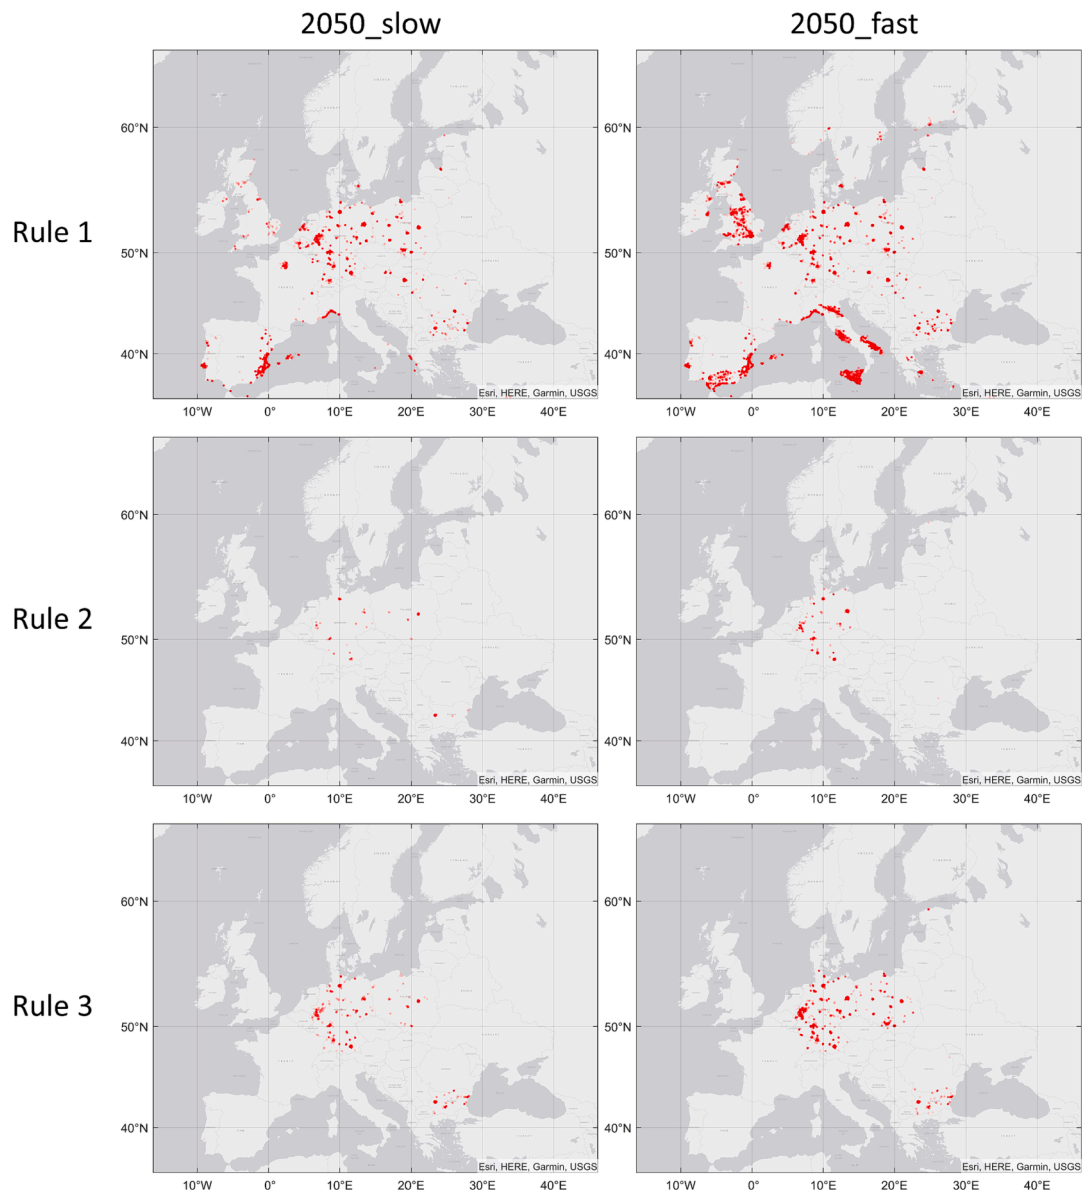 2050_slow 2050_fast
Rule 1
60°N 60°N
50°N 50°N
40°N 40°N
Esri, HERE, Garmin, USGS Esri, HERE, Garmin, USGS
10°W 0° 10°E 20°E 30°E 40°E 10°W 0° 10°E 20°E 30°E 40°E
Rule 2
60°N 60°N
50°N 50°N
40°N 40°N
Esri, HERE, Garmin, USGS Esri, HERE, Garmin, USGS
10°W 0° 10°E 20°E 30°E 40°E 10°W 0° 10°E 20°E 30°E 40°E
Rule 3
60°N 60°N
50°N 50°N
40°N 40°N
Esri, HERE, Garmin, USGS Esri, HERE, Garmin, USGS
10°W 0° 10°E 20°E 30°E 40°E 10°W 0° 10°E 20°E 30°E 40°E